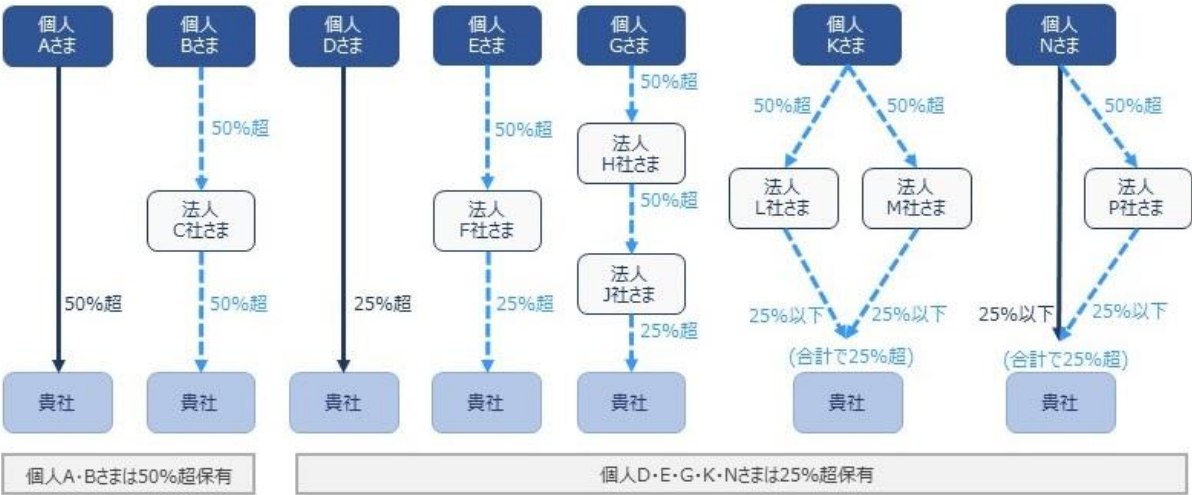 個人
Aさま
個人
Bさま
個人
Dさま
個人
Eさま
個人
Gさま
個人
Kさま
個人
Nさま
50%超
50%超
50%超
50%超
50%超
50%超
50%超
法人
H社さま
法人
C社さま
法人
F社さま
50%超
法人
L社さま
法人
M社さま
法人
P社さま
法人
J社さま
50%超
50%超
25%超
25%超
25%超
25%以下
25%以下
(合計で25%超)
25%以下
25%以下
(合計で25%超)
貴社
貴社
貴社
貴社
貴社
貴社
貴社
個人A・Bさまは50%超保有
個人D・E・G・K・Nさまは25%超保有